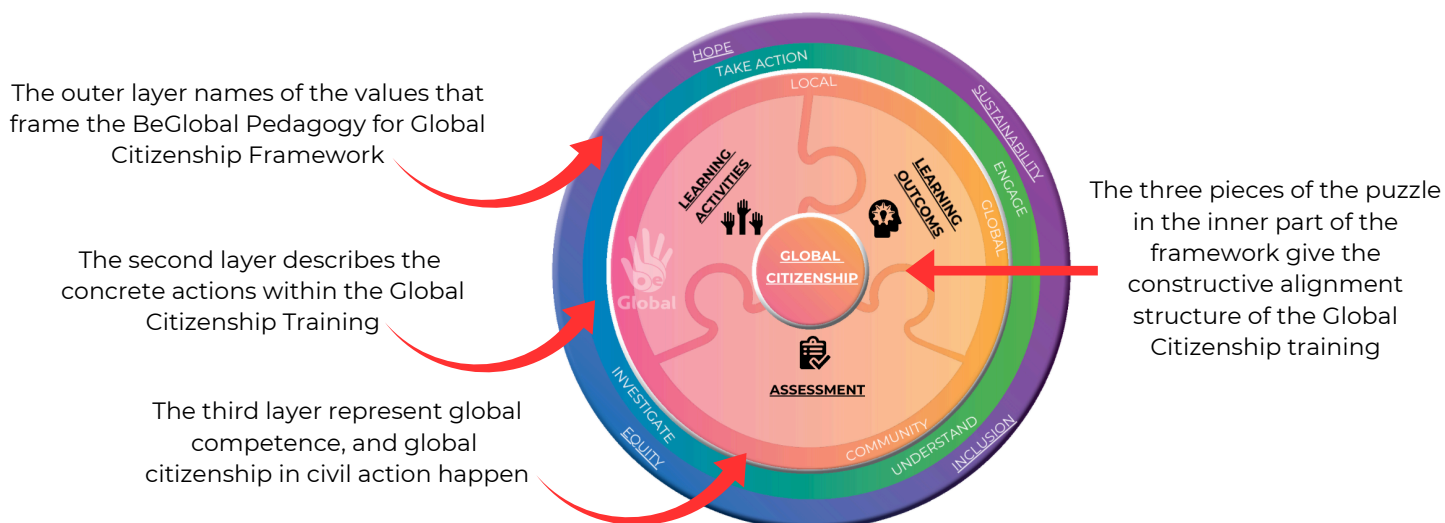 The outer layer names of the values that
frame the BeGlobal Pedagogy for Global
Citizenship Framework
The second layer describes the
concrete actions within the Global
Citizenship Training
The third layer represent global
competence, and global
citizenship in civil action happen
HOPE
TAKE ACTION
LOCAL
SUSTAINABILITY
ENGAGE
GLOBAL
LEARNING
ACTIVITIES
LEARNING
OUTCOMS
GLOBAL
CITIZENSHIP
be
Global
ASSESSMENT
INVESTIGATE
EQUITY
COMMUNITY
UNDERSTAND
INCLUSION
The three pieces of the puzzle
in the inner part of the
framework give the
constructive alignment
structure of the Global
Citizenship training